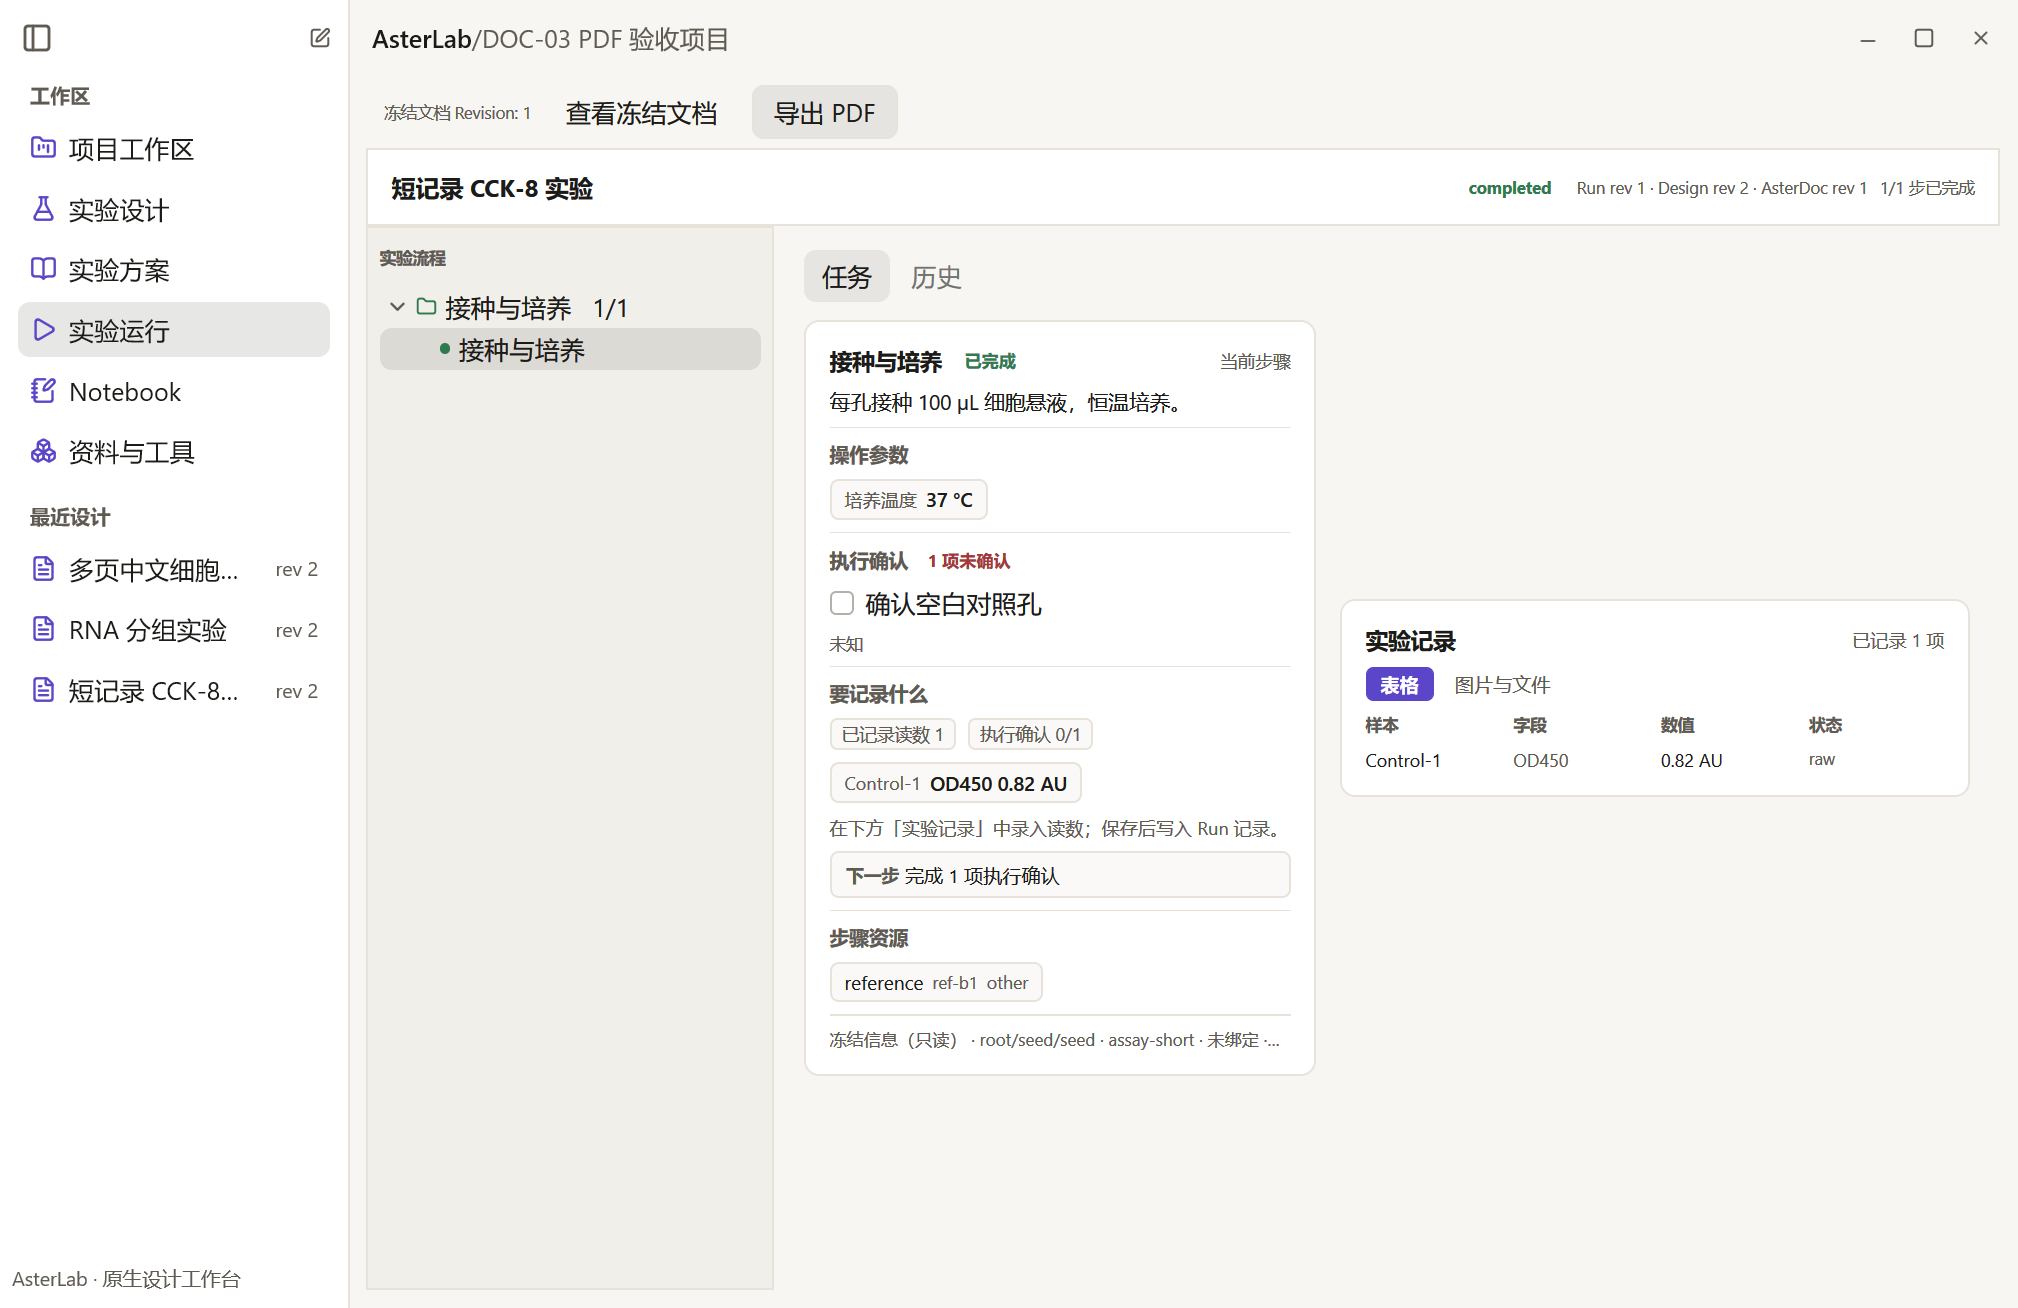 AsterLab/DOC-03 PDF 验收项目
工作区
项目工作区
实验设计
实验方案
实验运行
Notebook
资料与工具
最近设计
多页中文细胞... rev 2
RNA 分组实验 rev 2
短记录 CCK-8... rev 2
AsterLab · 原生设计工作台
冻结文档 Revision: 1 查看冻结文档 导出 PDF
短记录 CCK-8 实验 completed Run rev 1 · Design rev 2 · AsterDoc rev 1 1/1 步已完成
实验流程
接种与培养 1/1
接种与培养
任务 历史
接种与培养 已完成 当前步骤
每孔接种 100 µL 细胞悬液，恒温培养。
操作参数
培养温度 37 °C
执行确认 1 项未确认
确认空白对照孔
未知
要记录什么
已记录读数 1 执行确认 0/1
Control-1 OD450 0.82 AU
在下方「实验记录」中录入读数；保存后写入 Run 记录。
下一步 完成 1 项执行确认
步骤资源
reference ref-b1 other
冻结信息（只读） · root/seed/seed · assay-short · 未绑定 ·...
实验记录 已记录 1 项
表格 图片与文件
样本 字段 数值 状态
Control-1 OD450 0.82 AU raw